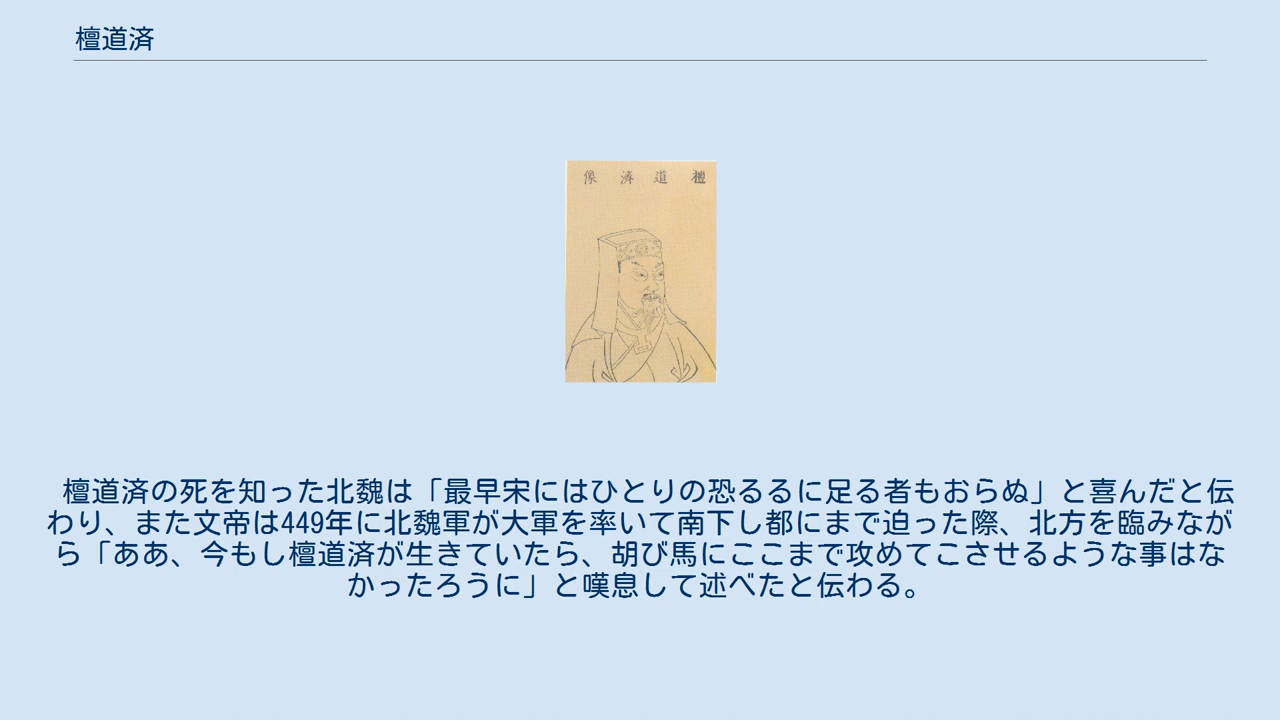 檀道済
像 濟 道 檀
檀道済の死を知った北魏は「最早宋にはひとりの恐るるに足る者もおらぬ」と喜んだと伝
わり、また文帝は449年に北魏軍が大軍を率いて南下し都にまで迫った際、北方を臨みなが
ら「ああ、今もし檀道済が生きていたら、胡び馬にここまで攻めてこさせるような事はな
かったろうに」と嘆息して述べたと伝わる。